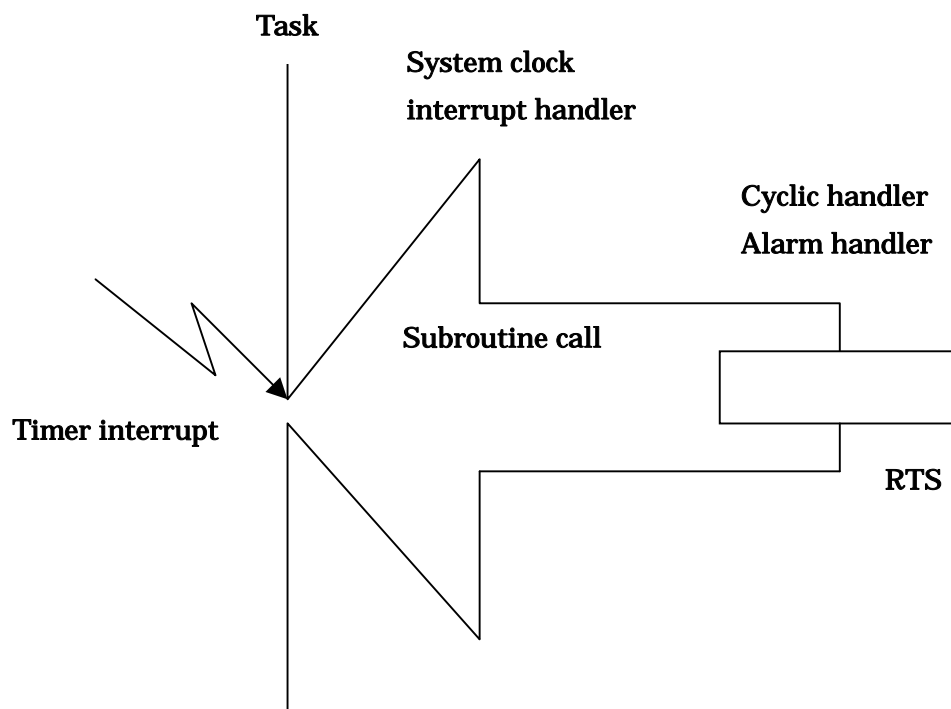 Task
System clock
interrupt handler
Cyclic handler
Alarm handler
Subroutine call
Timer interrupt
RTS